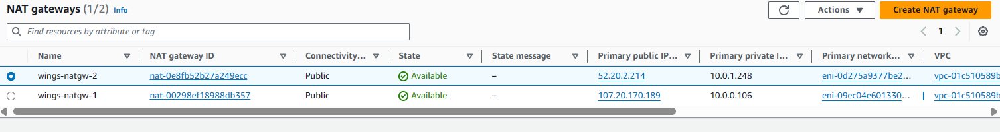 NAT gateways (1/2) Info
Actions Create NAT gateway
Find resources by attribute or tag
1
Name NAT gateway ID Connectivity... State State message Primary public IP... Primary private I... Primary network... VPC
wings-natgw-2 nat-0e8fb52b27a249ecc Public Available – 52.20.2.214 10.0.1.248 eni-0d275a9377be2... vpc-01c510589b
wings-natgw-1 nat-00298ef18988db357 Public Available – 107.20.170.189 10.0.0.106 eni-09ec04e601330... vpc-01c510589b